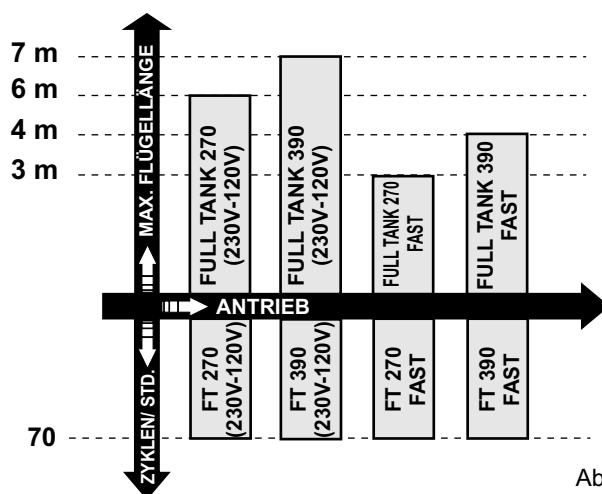 7 m
6 m
4 m
3 m
MAX. FLÜGELLÄNGE
FULL TANK 270
(230V-120V)
FULL TANK 390
(230V-120V)
FULL TANK 270
FAST
FULL TANK 390
FAST
ANTRIEB
ZYKLEN/ STD.
FT 270
(230V-120V)
FT 390
(230V-120V)
FT 270
FAST
FT 390
FAST
70
Ab